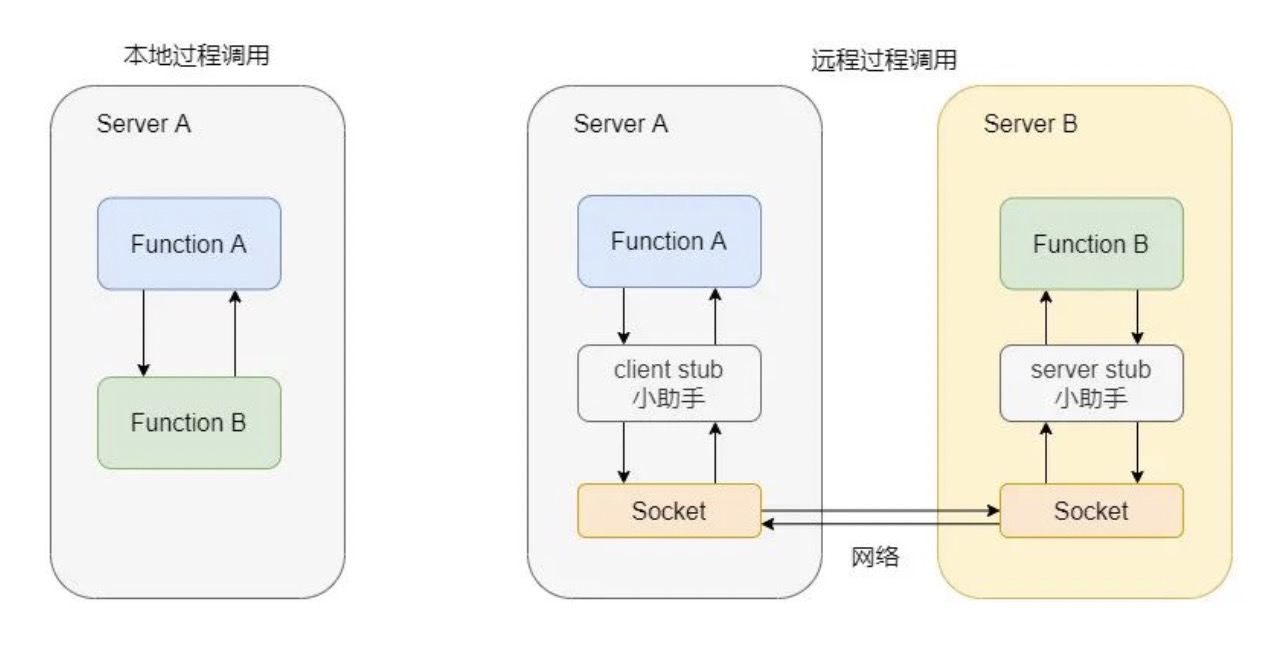 本地过程调用
Server A
Function A
Function B
远程过程调用
Server A
Function A
client stub
小助手
Socket
网络
Server B
Function B
server stub
小助手
Socket